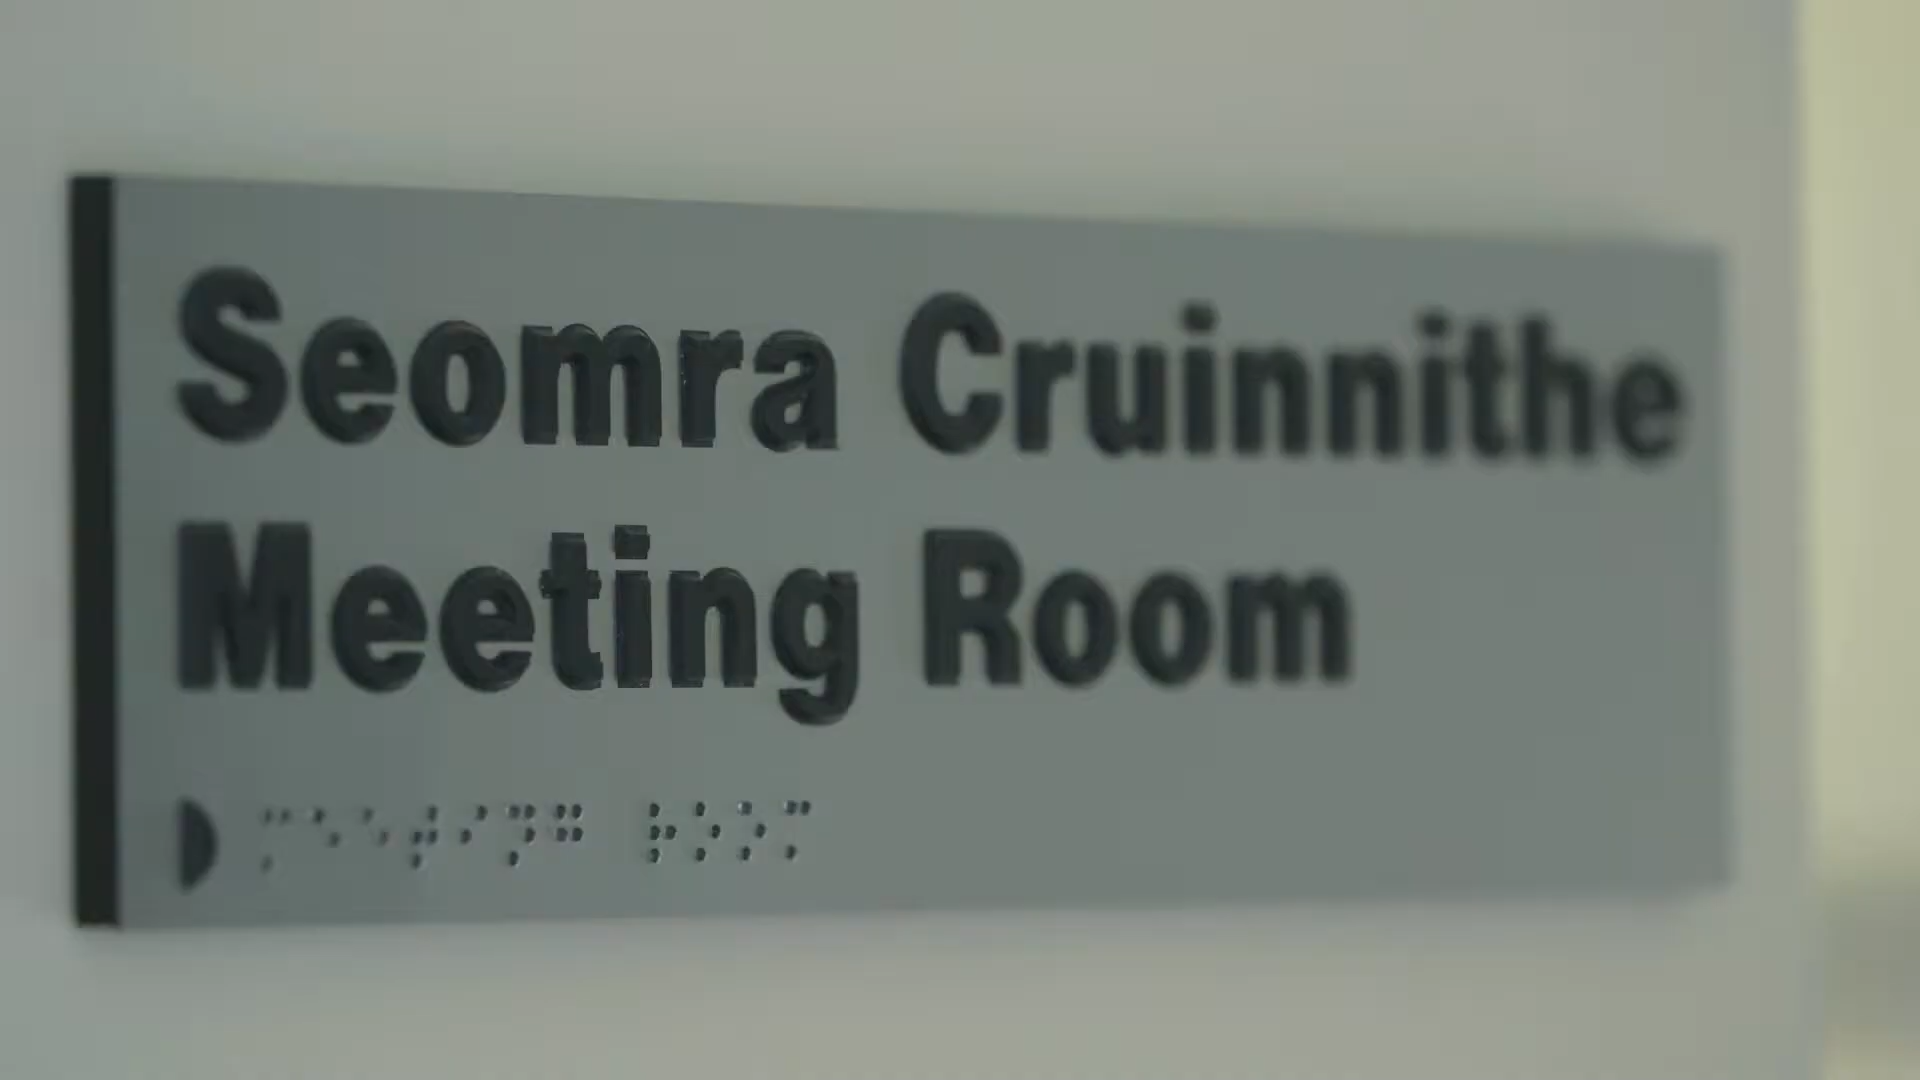 Seomra Cruinnithe
Meeting Room
⠍⠑⠑⠞⠊⠝⠛ ⠗⠕⠕⠍